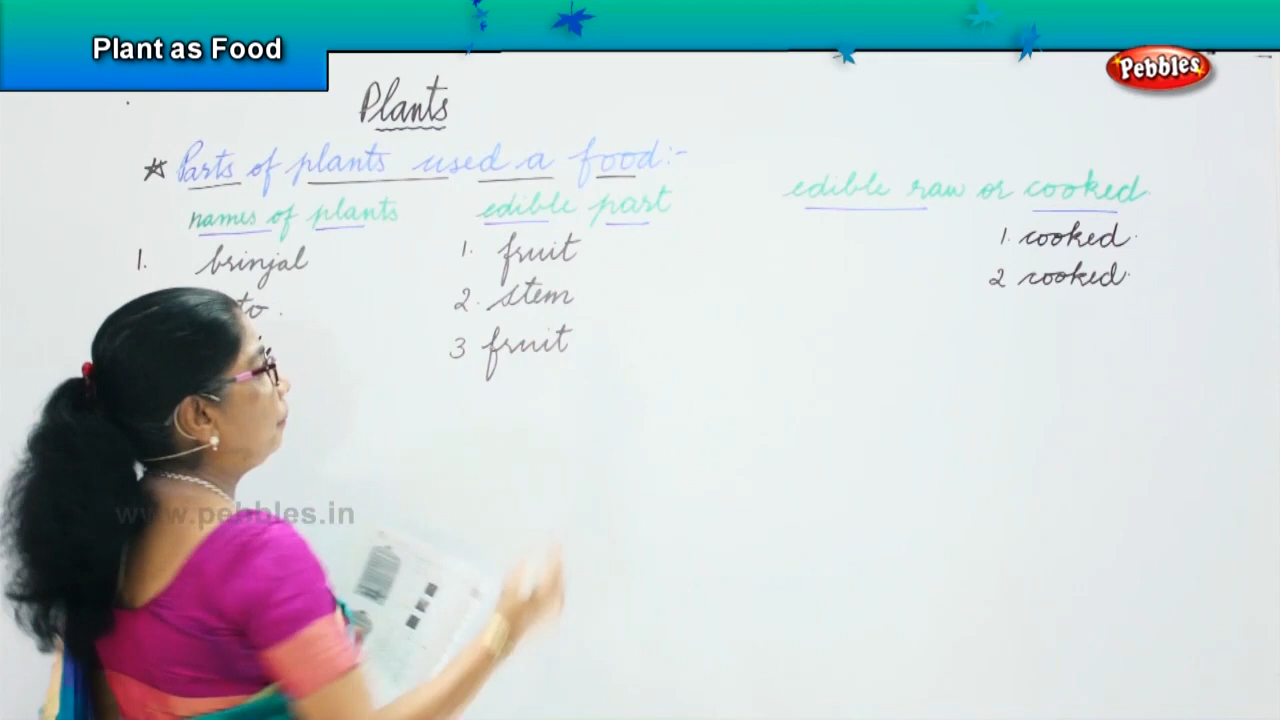 Plant as Food
Pebbles
Plants
Parts of plants used a food:-
names of plants edible part edible raw or cooked
1. brinjal 1. fruit 1. cooked
to. 2. stem 2 cooked
3 fruit
www.pebbles.in